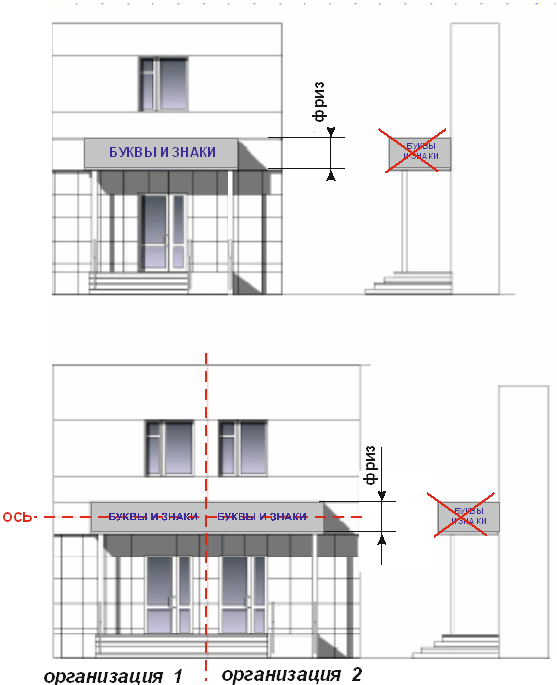 фриз
БУКВЫ И ЗНАКИ
БУКВЫ
И ЗНАКИ
фриз
ось
БУКВЫ И ЗНАКИ БУКВЫ И ЗНАКИ
БУКВЫ
И ЗНАКИ
организация 1 организация 2